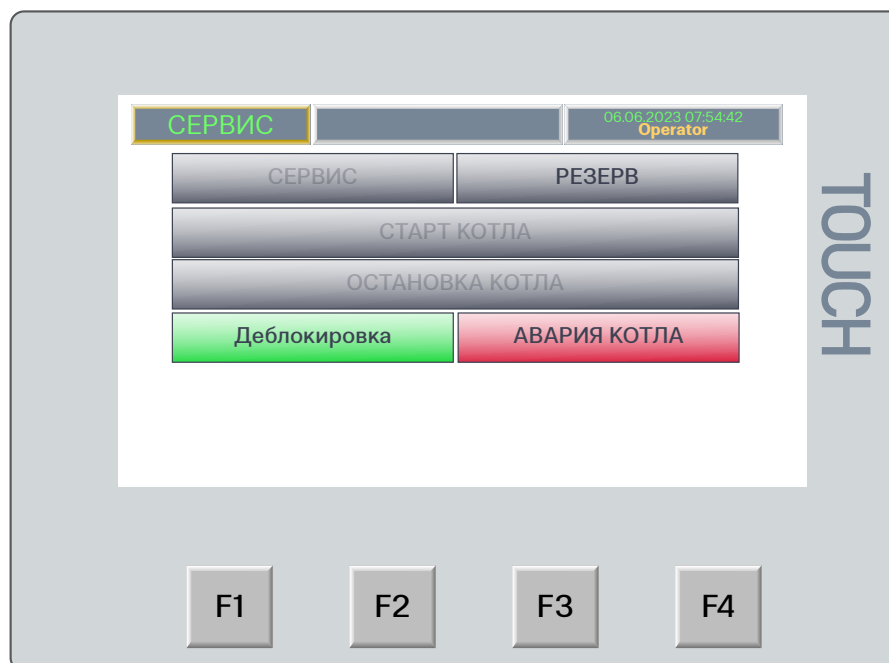 СЕРВИС
06.06.2023 07:54:42
Operator
СЕРВИС РЕЗЕРВ
СТАРТ КОТЛА
ОСТАНОВКА КОТЛА
Деблокировка АВАРИЯ КОТЛА
TOUCH
F1 F2 F3 F4